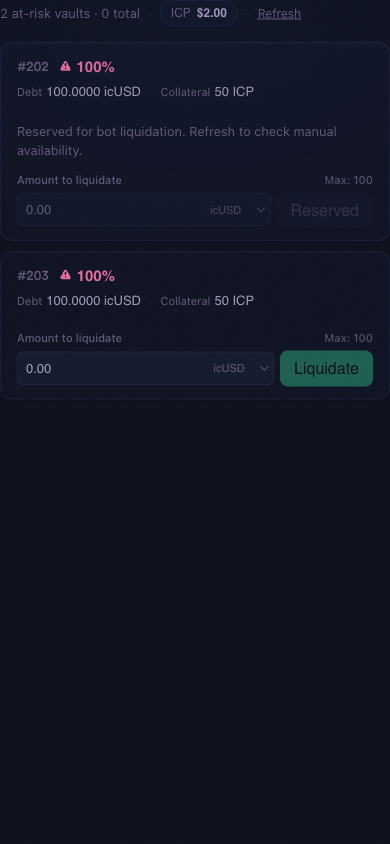 2 at-risk vaults · 0 total · ICP $2.00 · Refresh
#202 100%
Debt 100.0000 icUSD · Collateral 50 ICP
Reserved for bot liquidation. Refresh to check manual
availability.
Amount to liquidate Max: 100
0.00 icUSD Reserved
#203 100%
Debt 100.0000 icUSD · Collateral 50 ICP
Amount to liquidate Max: 100
0.00 icUSD Liquidate